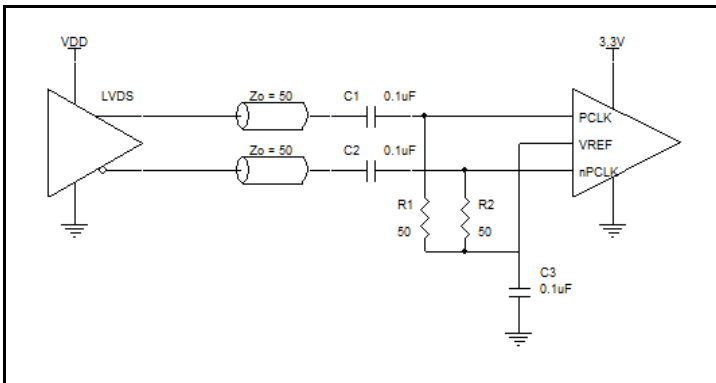 VDD
3.3V
LVDS
Zo = 50
C1
0.1uF
PCLK
VREF
Zo = 50
C2
0.1uF
nPCLK
R1
50
R2
50
C3
0.1uF